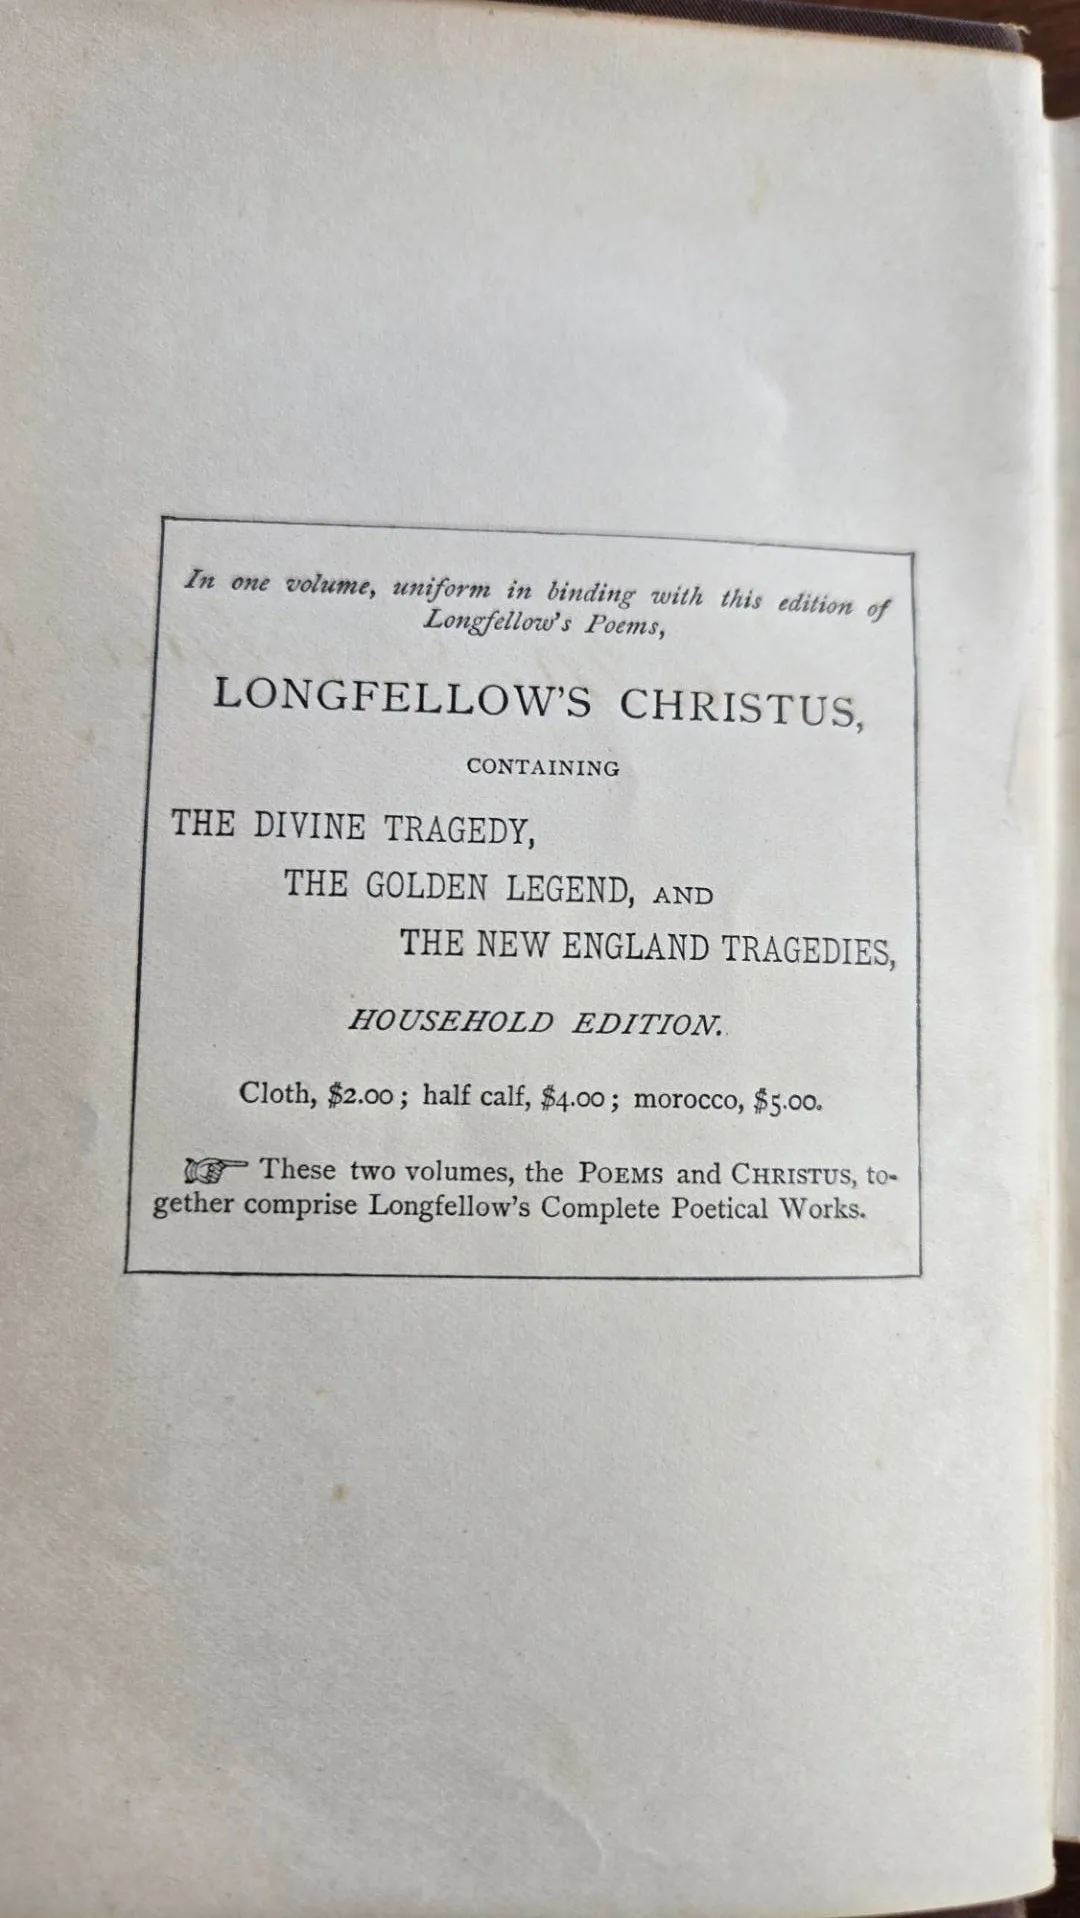 In one volume, uniform in binding with this edition of
Longfellow's Poems,
LONGFELLOW'S CHRISTUS,
CONTAINING
THE DIVINE TRAGEDY,
THE GOLDEN LEGEND, AND
THE NEW ENGLAND TRAGEDIES,
HOUSEHOLD EDITION.
Cloth, $2.00; half calf, $4.00; morocco, $5.00.
☞ These two volumes, the POEMS and CHRISTUS, to-
gether comprise Longfellow's Complete Poetical Works.